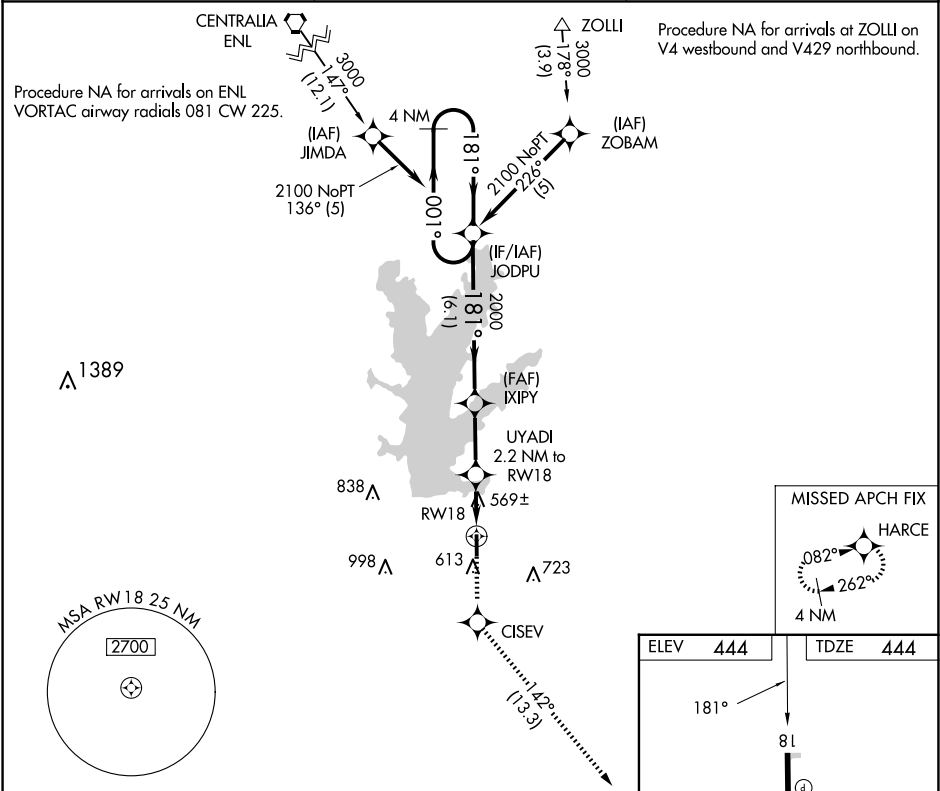 CENTRALIA
ENL
ZOLLI
Procedure NA for arrivals at ZOLLI on
V4 westbound and V429 northbound.
Procedure NA for arrivals on ENL
VORTAC airway radials 081 CW 225.
3000
147°
(12.1)
3000
178°
(3.9)
4 NM
(IAF)
JIMDA
(IAF)
ZOBAM
2100 NoPT
136° (5)
181°
001°
2100 NoPT
226°
(5)
(IF/IAF)
JODPU
2000
181°
(6.1)
1389
(FAF)
IXIPY
UYADI
2.2 NM to
RW18
838
569±
RW18
998
613
723
CISEV
142°
(13.3)
MISSED APCH FIX
HARCE
082°
262°
4 NM
MSA RW18 25 NM
2700
ELEV 444
TDZE 444
181°
18
P